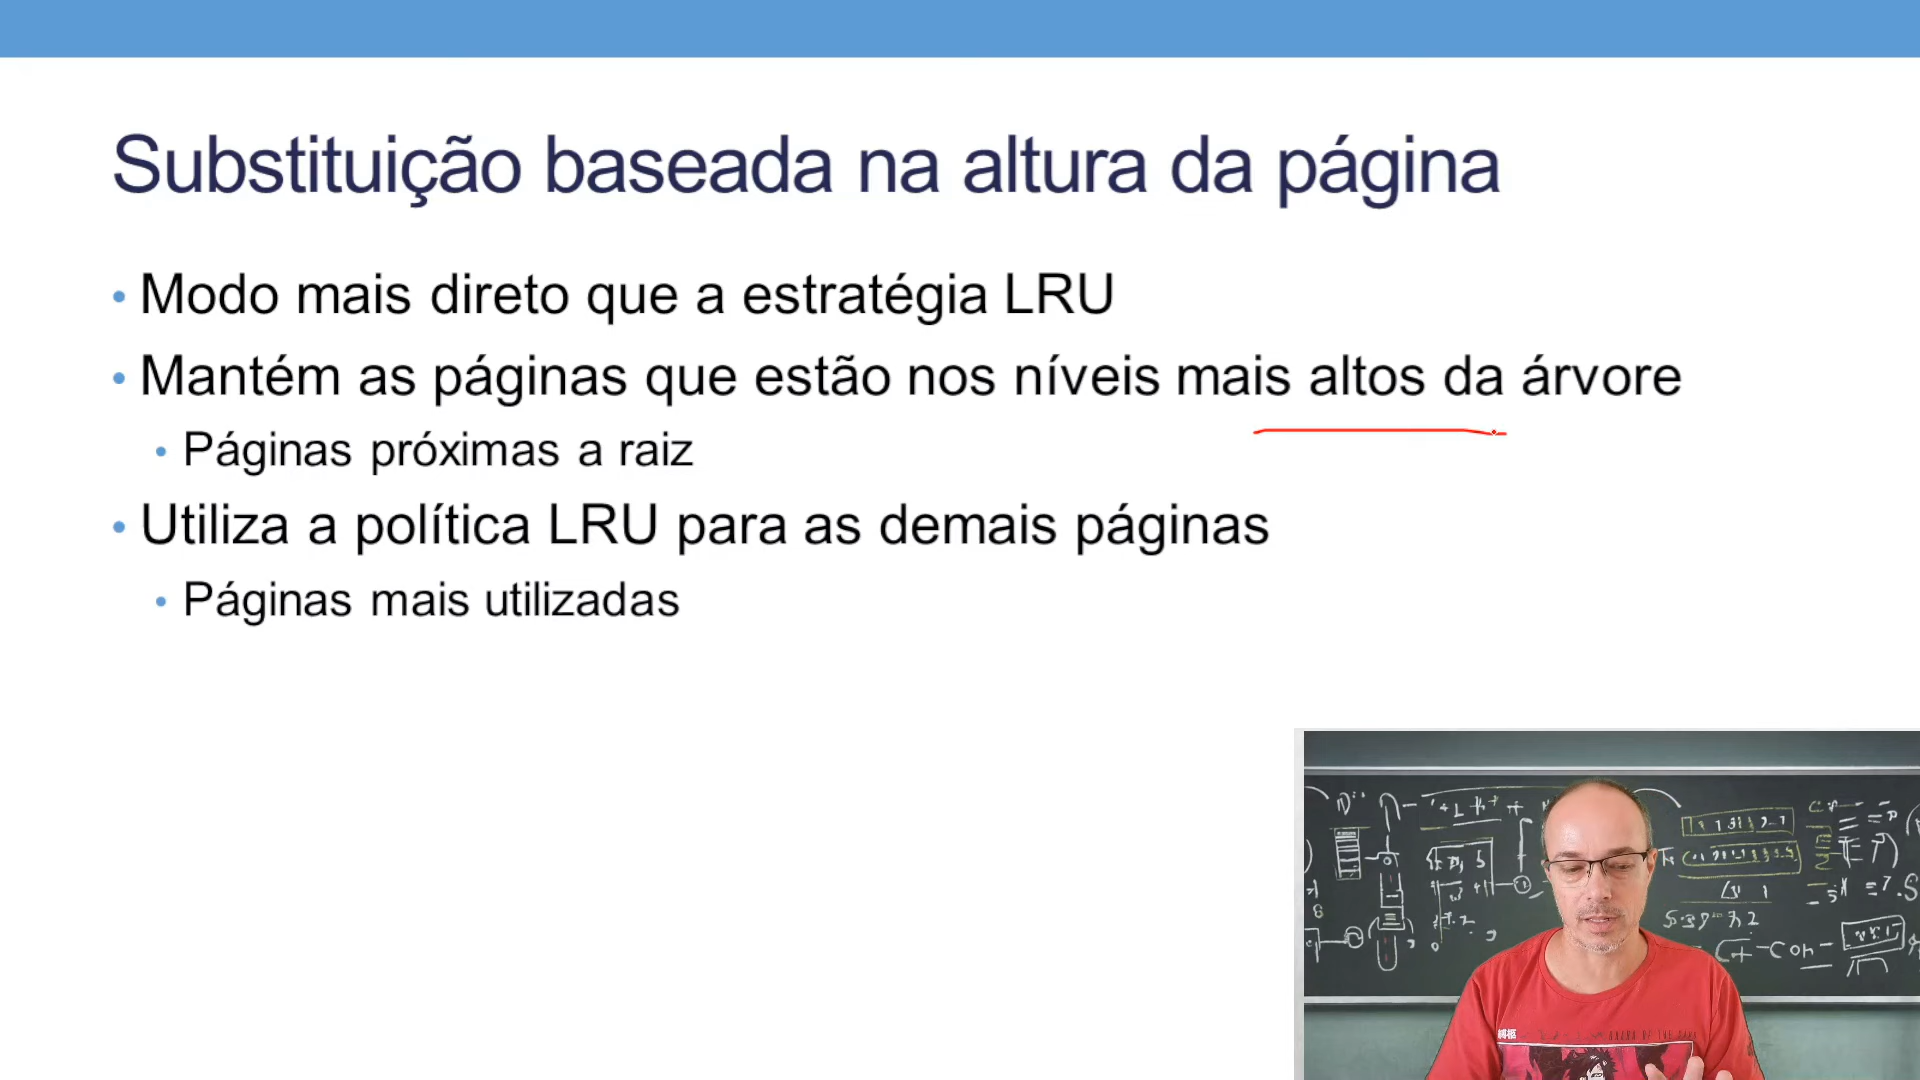 Substituição baseada na altura da página
• Modo mais direto que a estratégia LRU
• Mantém as páginas que estão nos níveis mais altos da árvore
• Páginas próximas a raiz
• Utiliza a política LRU para as demais páginas
• Páginas mais utilizadas